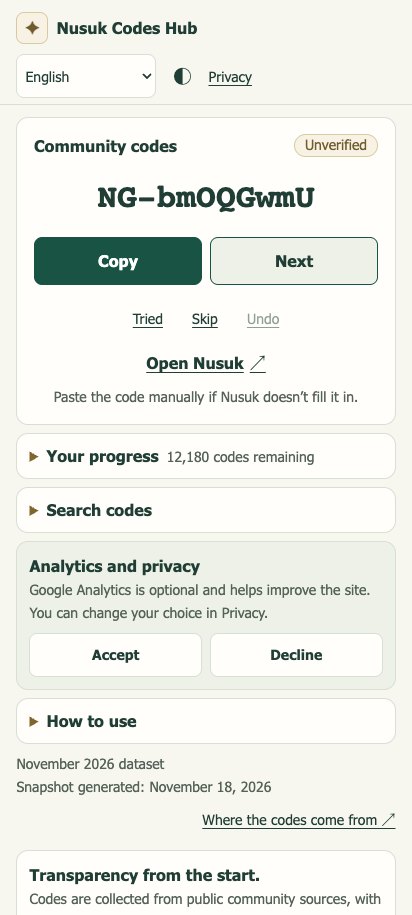 Nusuk Codes Hub
English
Privacy
Community codes
Unverified
NG-bmOQGwmU
Copy
Next
Tried
Skip
Undo
Open Nusuk ↗
Paste the code manually if Nusuk doesn’t fill it in.
Your progress 12,180 codes remaining
Search codes
Analytics and privacy
Google Analytics is optional and helps improve the site.
You can change your choice in Privacy.
Accept
Decline
How to use
November 2026 dataset
Snapshot generated: November 18, 2026
Where the codes come from ↗
Transparency from the start.
Codes are collected from public community sources, with